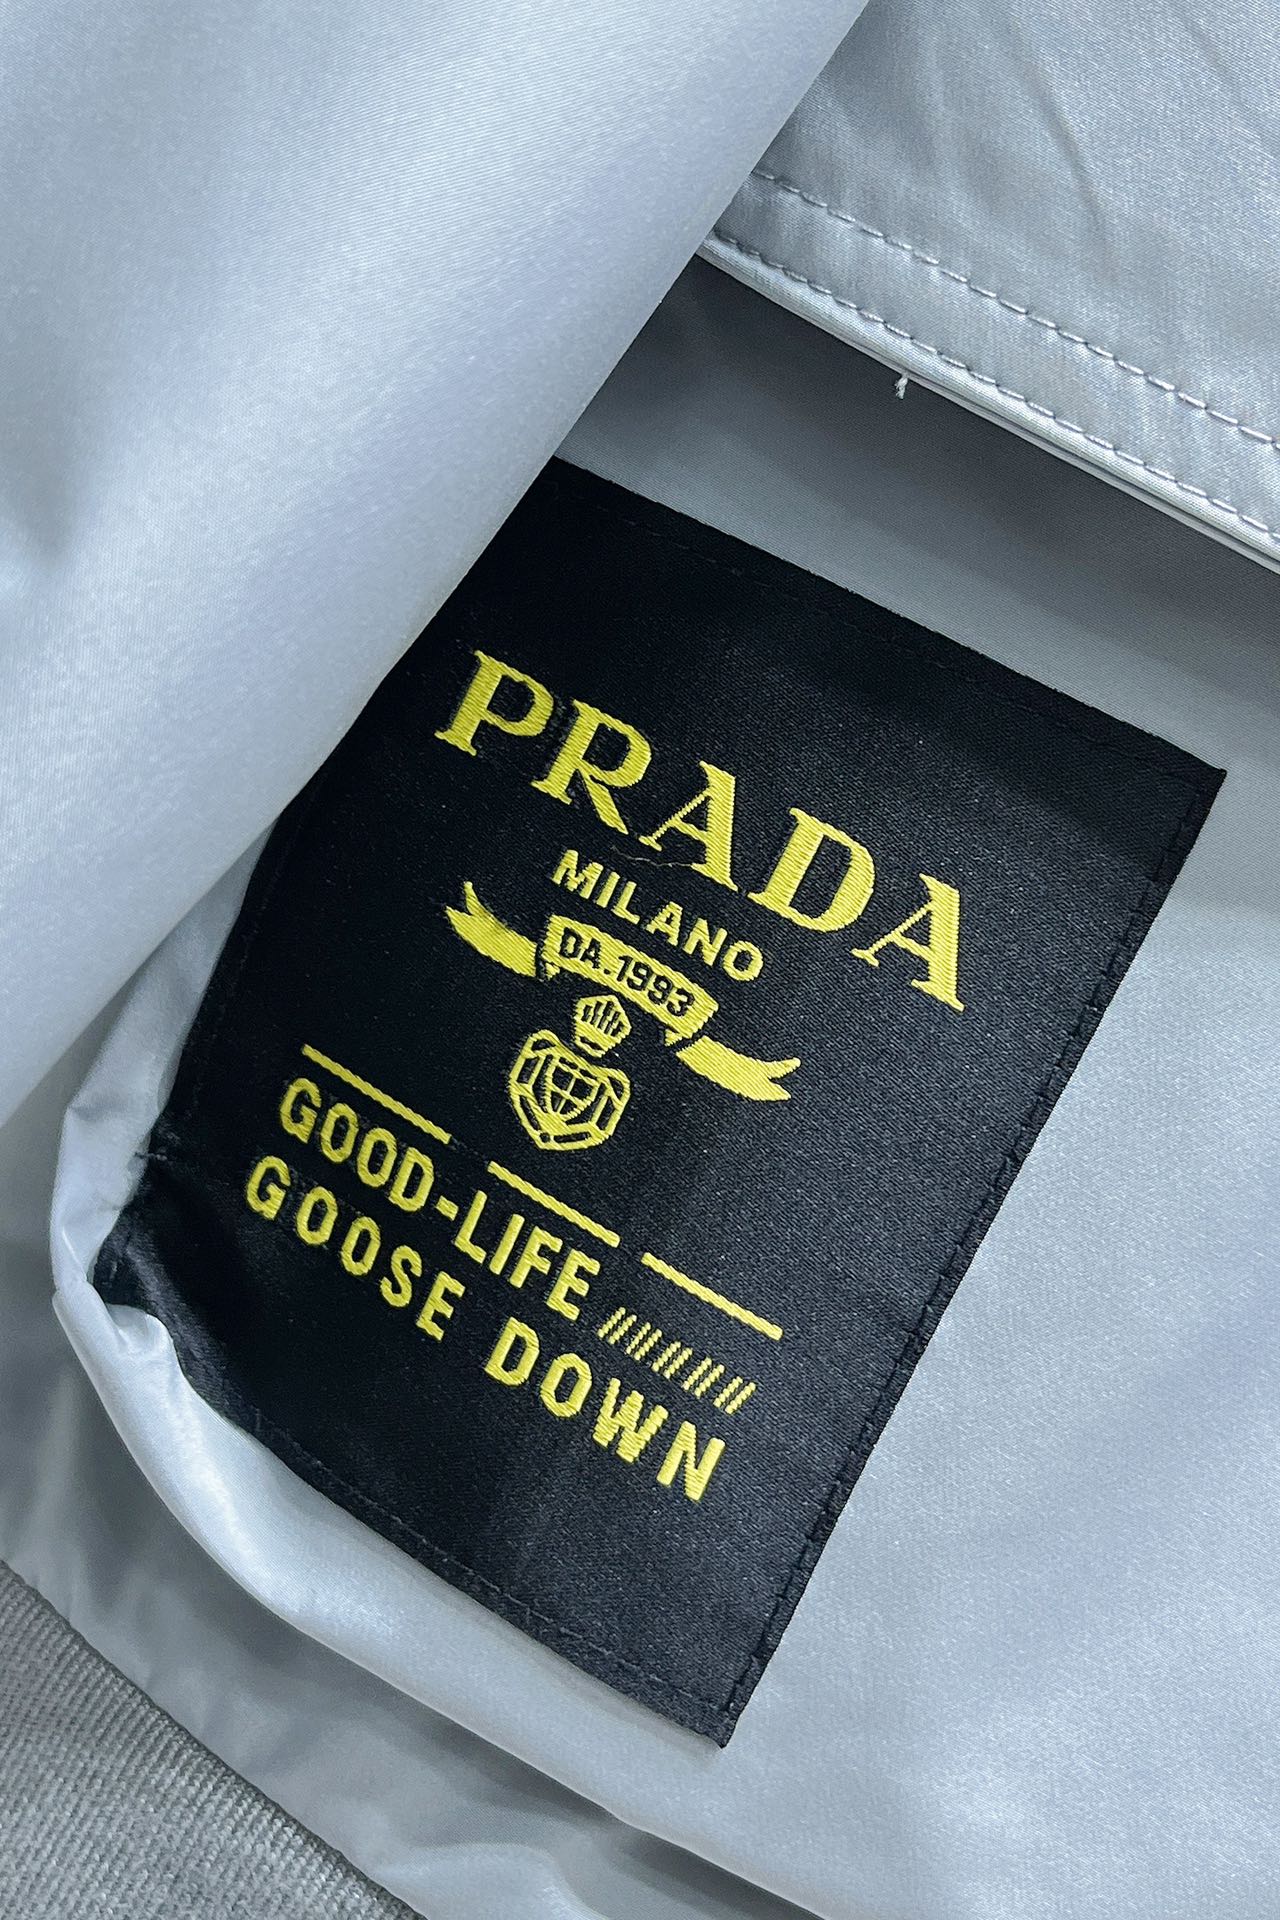 PRADA
MILANO
DA.1993
GOOD-LIFE
GOOSE DOWN